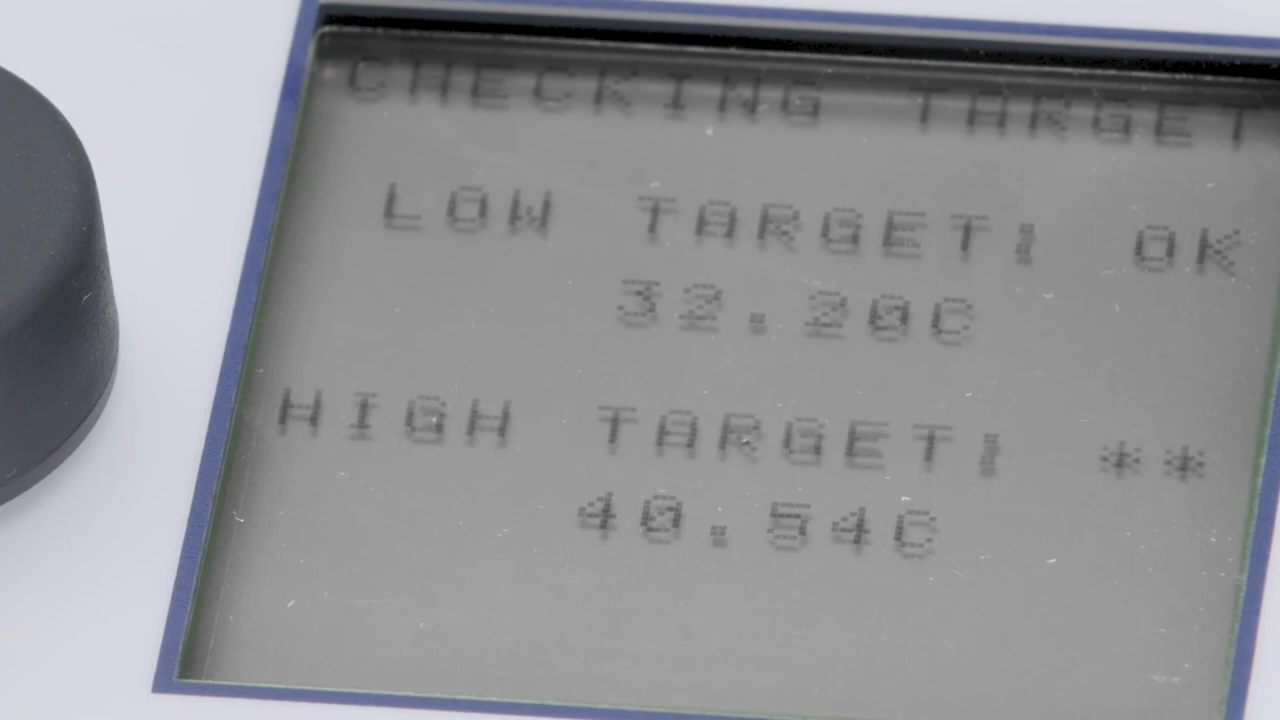 CHECKING TARGET
LOW TARGET: OK
32.20C
HIGH TARGET: **
40.54C